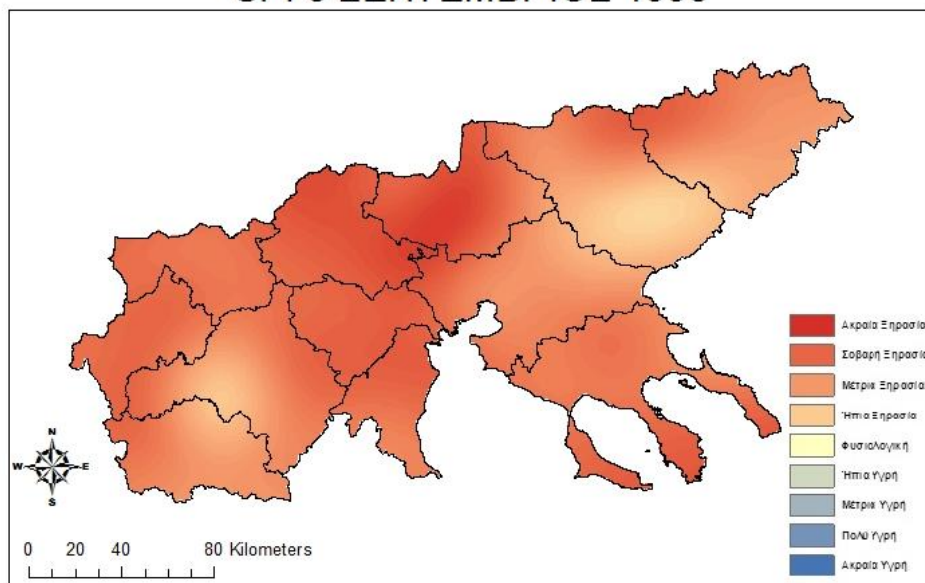 Ακραία Ξηρασία
Σοβαρή Ξηρασία
Μέτρια Ξηρασία
Ήπια Ξηρασία
Φυσιολογική
Ήπια Υγρή
Μέτρια Υγρή
Πολύ Υγρή
Ακραία Υγρή
N
W E
S
0 20 40 80 Kilometers